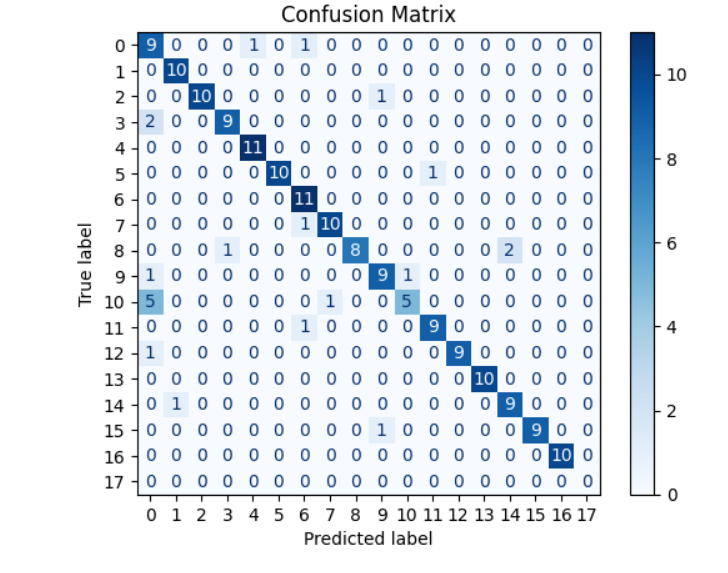 Confusion Matrix
0 9 0 0 0 1 0 1 0 0 0 0 0 0 0 0 0 0 0
1 0 10 0 0 0 0 0 0 0 0 0 0 0 0 0 0 0 0
2 0 0 10 0 0 0 0 0 0 1 0 0 0 0 0 0 0 0
3 2 0 0 9 0 0 0 0 0 0 0 0 0 0 0 0 0 0
4 0 0 0 0 11 0 0 0 0 0 0 0 0 0 0 0 0 0
5 0 0 0 0 0 10 0 0 0 0 0 1 0 0 0 0 0 0
6 0 0 0 0 0 0 11 0 0 0 0 0 0 0 0 0 0 0
7 0 0 0 0 0 0 1 10 0 0 0 0 0 0 0 0 0 0
8 0 0 0 1 0 0 0 0 8 0 0 0 0 0 2 0 0 0
9 1 0 0 0 0 0 0 0 0 9 1 0 0 0 0 0 0 0
10 5 0 0 0 0 0 0 1 0 0 5 0 0 0 0 0 0 0
11 0 0 0 0 0 0 1 0 0 0 0 9 0 0 0 0 0 0
12 1 0 0 0 0 0 0 0 0 0 0 0 9 0 0 0 0 0
13 0 0 0 0 0 0 0 0 0 0 0 0 0 10 0 0 0 0
14 0 1 0 0 0 0 0 0 0 0 0 0 0 0 9 0 0 0
15 0 0 0 0 0 0 0 0 0 1 0 0 0 0 0 9 0 0
16 0 0 0 0 0 0 0 0 0 0 0 0 0 0 0 0 10 0
17 0 0 0 0 0 0 0 0 0 0 0 0 0 0 0 0 0 0
0 1 2 3 4 5 6 7 8 9 10 11 12 13 14 15 16 17
Predicted label
True label
10
8
6
4
2
0